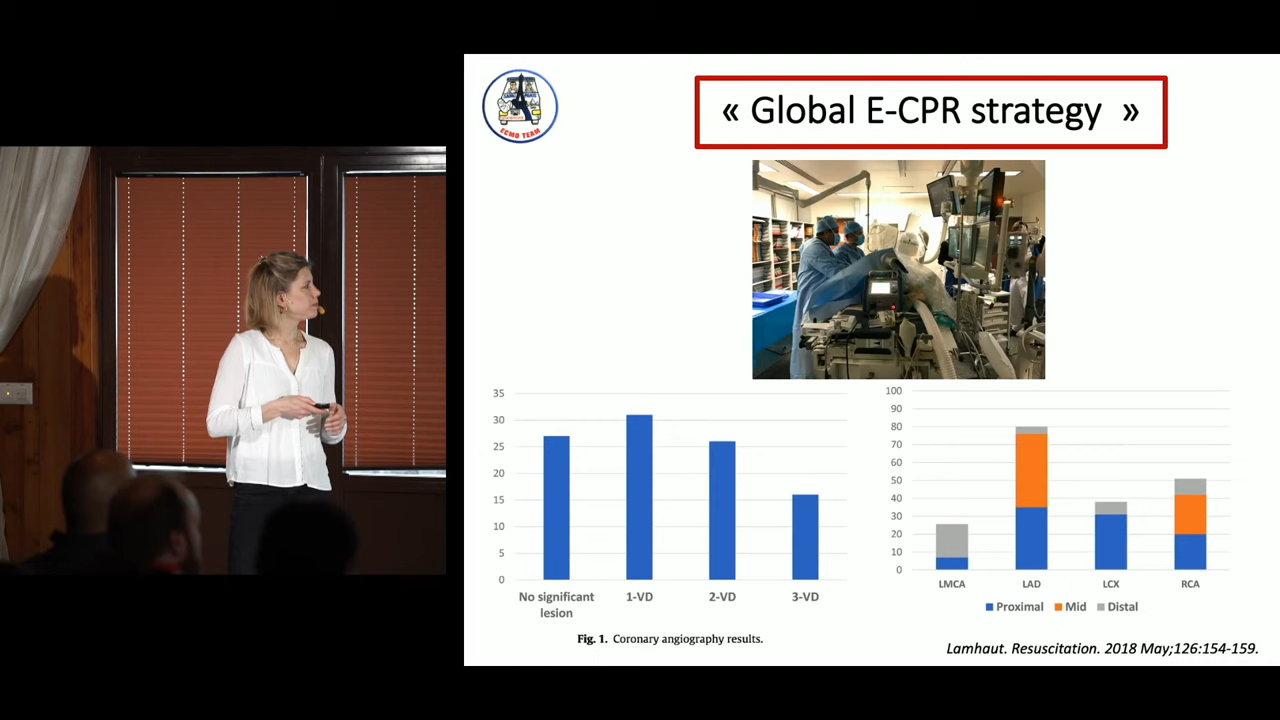 « Global E-CPR strategy »
ECMO TEAM
35
30
25
20
15
10
5
0
No significant
lesion
1-VD
2-VD
3-VD
Fig. 1. Coronary angiography results.
100
90
80
70
60
50
40
30
20
10
0
LMCA
LAD
LCX
RCA
Proximal
Mid
Distal
Lamhaut. Resuscitation. 2018 May;126:154-159.